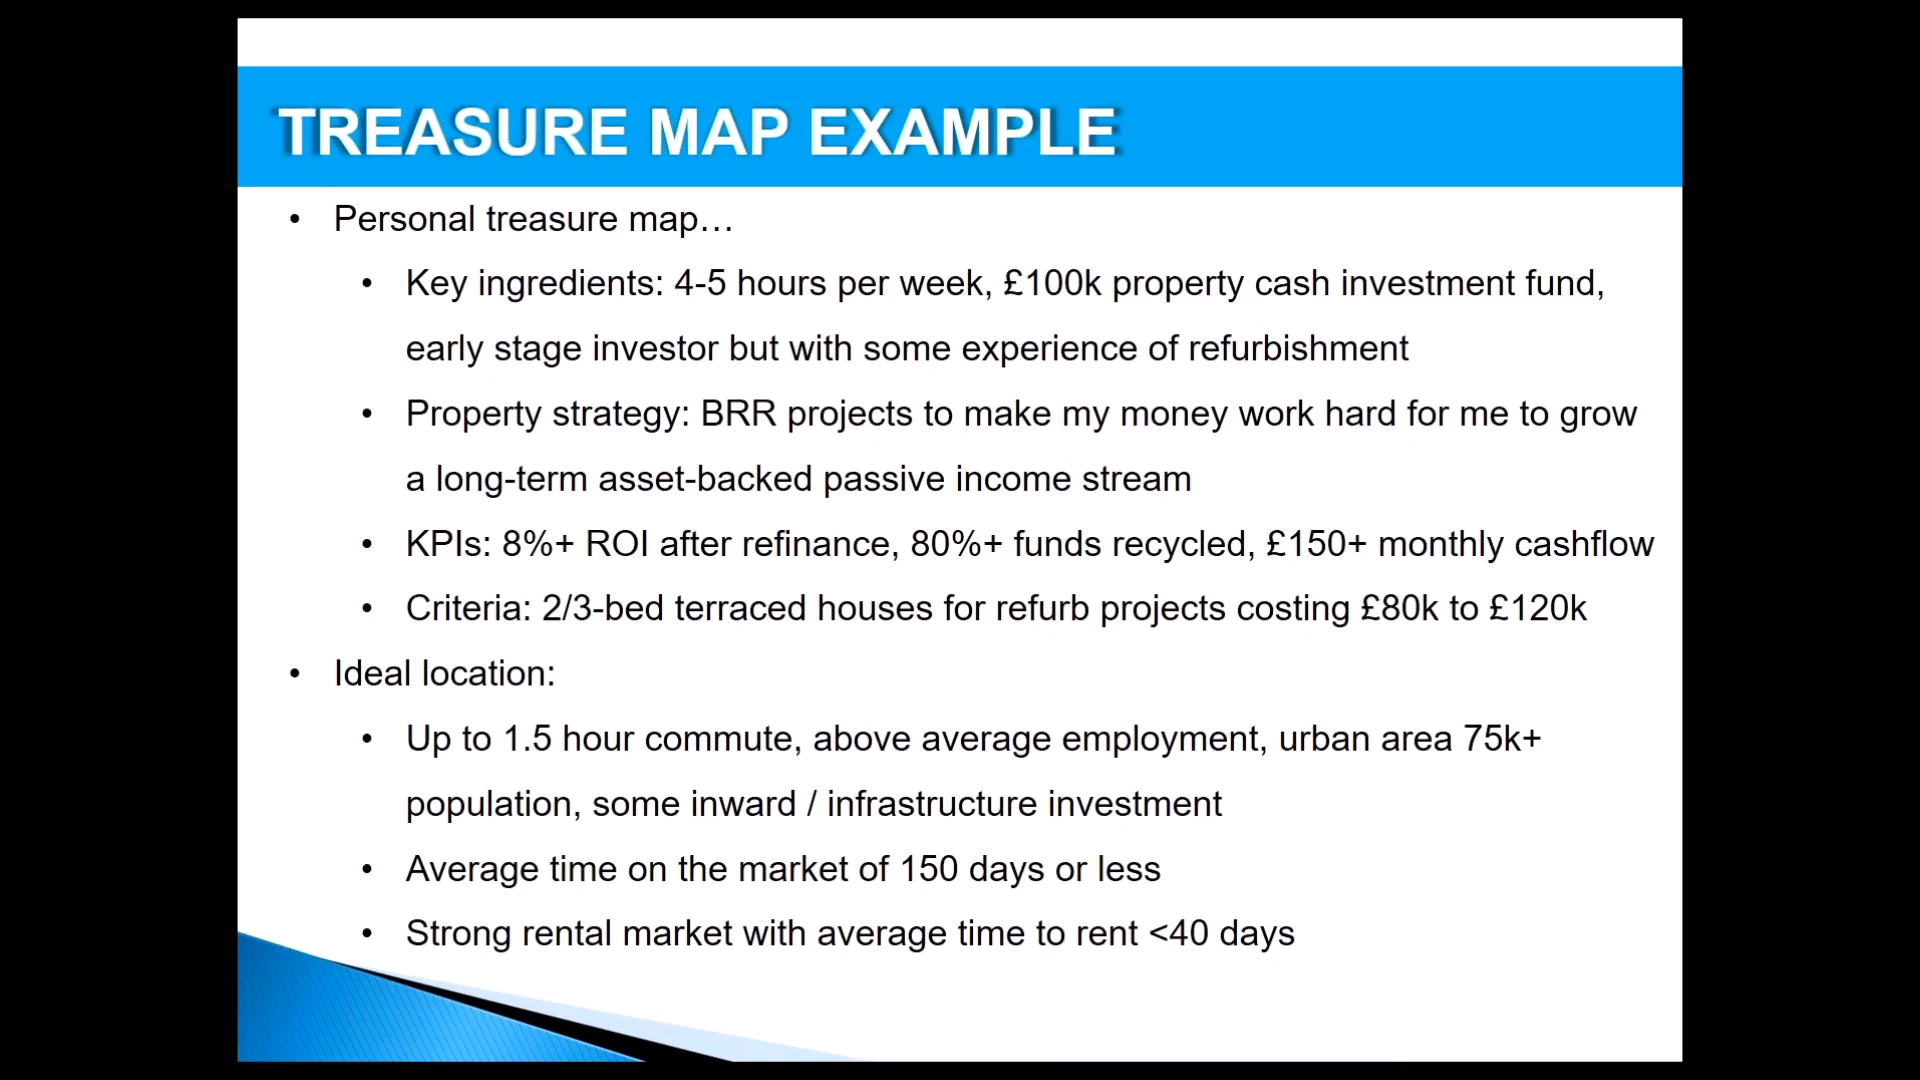 TREASURE MAP EXAMPLE
• Personal treasure map…
• Key ingredients: 4-5 hours per week, £100k property cash investment fund,
early stage investor but with some experience of refurbishment
• Property strategy: BRR projects to make my money work hard for me to grow
a long-term asset-backed passive income stream
• KPIs: 8%+ ROI after refinance, 80%+ funds recycled, £150+ monthly cashflow
• Criteria: 2/3-bed terraced houses for refurb projects costing £80k to £120k
• Ideal location:
• Up to 1.5 hour commute, above average employment, urban area 75k+
population, some inward / infrastructure investment
• Average time on the market of 150 days or less
• Strong rental market with average time to rent <40 days